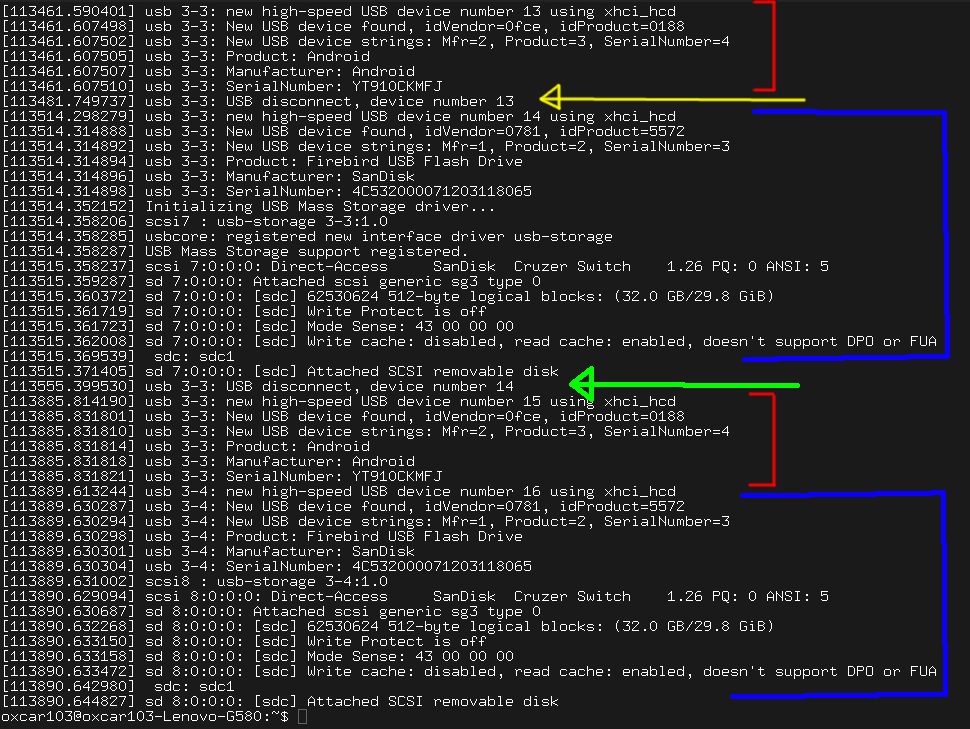 [113461.590401] usb 3-3: new high-speed USB device number 13 using xhci_hcd
[113461.607498] usb 3-3: New USB device found, idVendor=0fce, idProduct=0188
[113461.607502] usb 3-3: New USB device strings: Mfr=2, Product=3, SerialNumber=4
[113461.607505] usb 3-3: Product: Android
[113461.607507] usb 3-3: Manufacturer: Android
[113461.607510] usb 3-3: SerialNumber: YT910CKMFJ
[113481.749737] usb 3-3: USB disconnect, device number 13
[113514.298279] usb 3-3: new high-speed USB device number 14 using xhci_hcd
[113514.314888] usb 3-3: New USB device found, idVendor=0781, idProduct=5572
[113514.314892] usb 3-3: New USB device strings: Mfr=1, Product=2, SerialNumber=3
[113514.314894] usb 3-3: Product: Firebird USB Flash Drive
[113514.314896] usb 3-3: Manufacturer: SanDisk
[113514.314898] usb 3-3: SerialNumber: 4C532000071203118065
[113514.352152] Initializing USB Mass Storage driver...
[113514.358206] scsi7 : usb-storage 3-3:1.0
[113514.358285] usbcore: registered new interface driver usb-storage
[113514.358287] USB Mass Storage support registered.
[113515.358237] scsi 7:0:0:0: Direct-Access     SanDisk  Cruzer Switch    1.26 PQ: 0 ANSI: 5
[113515.359287] sd 7:0:0:0: Attached scsi generic sg3 type 0
[113515.360372] sd 7:0:0:0: [sdc] 62530624 512-byte logical blocks: (32.0 GB/29.8 GiB)
[113515.361719] sd 7:0:0:0: [sdc] Write Protect is off
[113515.361723] sd 7:0:0:0: [sdc] Mode Sense: 43 00 00 00
[113515.362008] sd 7:0:0:0: [sdc] Write cache: disabled, read cache: enabled, doesn't support DPO or FUA
[113515.369539]  sdc: sdc1
[113515.371405] sd 7:0:0:0: [sdc] Attached SCSI removable disk
[113555.399530] usb 3-3: USB disconnect, device number 14
[113885.814190] usb 3-3: new high-speed USB device number 15 using xhci_hcd
[113885.831801] usb 3-3: New USB device found, idVendor=0fce, idProduct=0188
[113885.831810] usb 3-3: New USB device strings: Mfr=2, Product=3, SerialNumber=4
[113885.831814] usb 3-3: Product: Android
[113885.831818] usb 3-3: Manufacturer: Android
[113885.831821] usb 3-3: SerialNumber: YT910CKMFJ
[113889.613244] usb 3-4: new high-speed USB device number 16 using xhci_hcd
[113889.630287] usb 3-4: New USB device found, idVendor=0781, idProduct=5572
[113889.630294] usb 3-4: New USB device strings: Mfr=1, Product=2, SerialNumber=3
[113889.630298] usb 3-4: Product: Firebird USB Flash Drive
[113889.630301] usb 3-4: Manufacturer: SanDisk
[113889.630304] usb 3-4: SerialNumber: 4C532000071203118065
[113889.631002] scsi8 : usb-storage 3-4:1.0
[113890.629094] scsi 8:0:0:0: Direct-Access     SanDisk  Cruzer Switch    1.26 PQ: 0 ANSI: 5
[113890.630687] sd 8:0:0:0: Attached scsi generic sg3 type 0
[113890.632268] sd 8:0:0:0: [sdc] 62530624 512-byte logical blocks: (32.0 GB/29.8 GiB)
[113890.633150] sd 8:0:0:0: [sdc] Write Protect is off
[113890.633158] sd 8:0:0:0: [sdc] Mode Sense: 43 00 00 00
[113890.633472] sd 8:0:0:0: [sdc] Write cache: disabled, read cache: enabled, doesn't support DPO or FUA
[113890.642980]  sdc: sdc1
[113890.644827] sd 8:0:0:0: [sdc] Attached SCSI removable disk
oxcar103@oxcar103-Lenovo-G580:~$